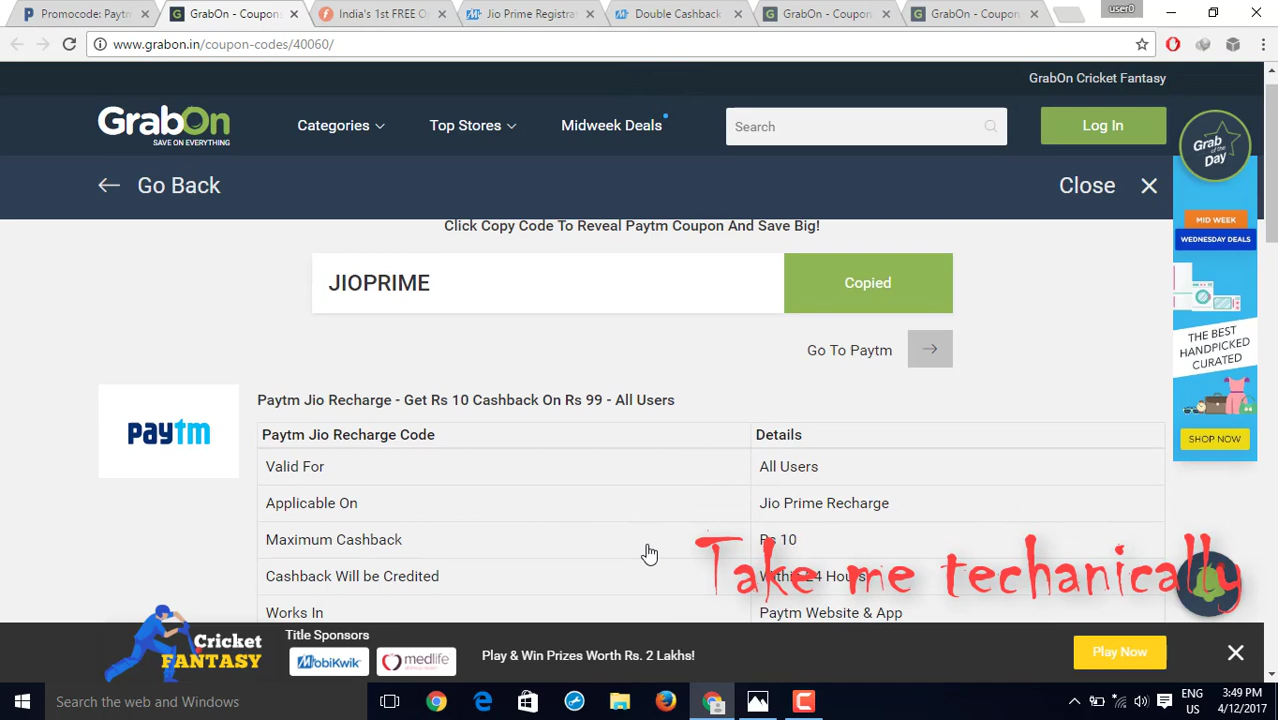 Promocode: Paytm
GrabOn - Coupons
India's 1st FREE O
Jio Prime Registra
Double Cashback
GrabOn - Coupon
GrabOn - Coupon
user0
www.grabon.in/coupon-codes/40060/
GrabOn Cricket Fantasy
GrabOn
SAVE ON EVERYTHING
Categories
Top Stores
Midweek Deals
Search
Log In
Grab
of the
Day
Go Back
Close
Click Copy Code To Reveal Paytm Coupon And Save Big!
JIOPRIME
Copied
Go To Paytm
MID WEEK
WEDNESDAY DEALS
THE BEST
HANDPICKED
CURATED
SHOP NOW
paytm
Paytm Jio Recharge - Get Rs 10 Cashback On Rs 99 - All Users
Paytm Jio Recharge Code Details
Valid For All Users
Applicable On Jio Prime Recharge
Maximum Cashback Rs 10
Cashback Will be Credited Within 24 Hours
Works In Paytm Website & App
Take me techanically
Cricket
FANTASY
Title Sponsors
MobiKwik
medlife
Play & Win Prizes Worth Rs. 2 Lakhs!
Play Now
Search the web and Windows
ENG
US
3:49 PM
4/12/2017